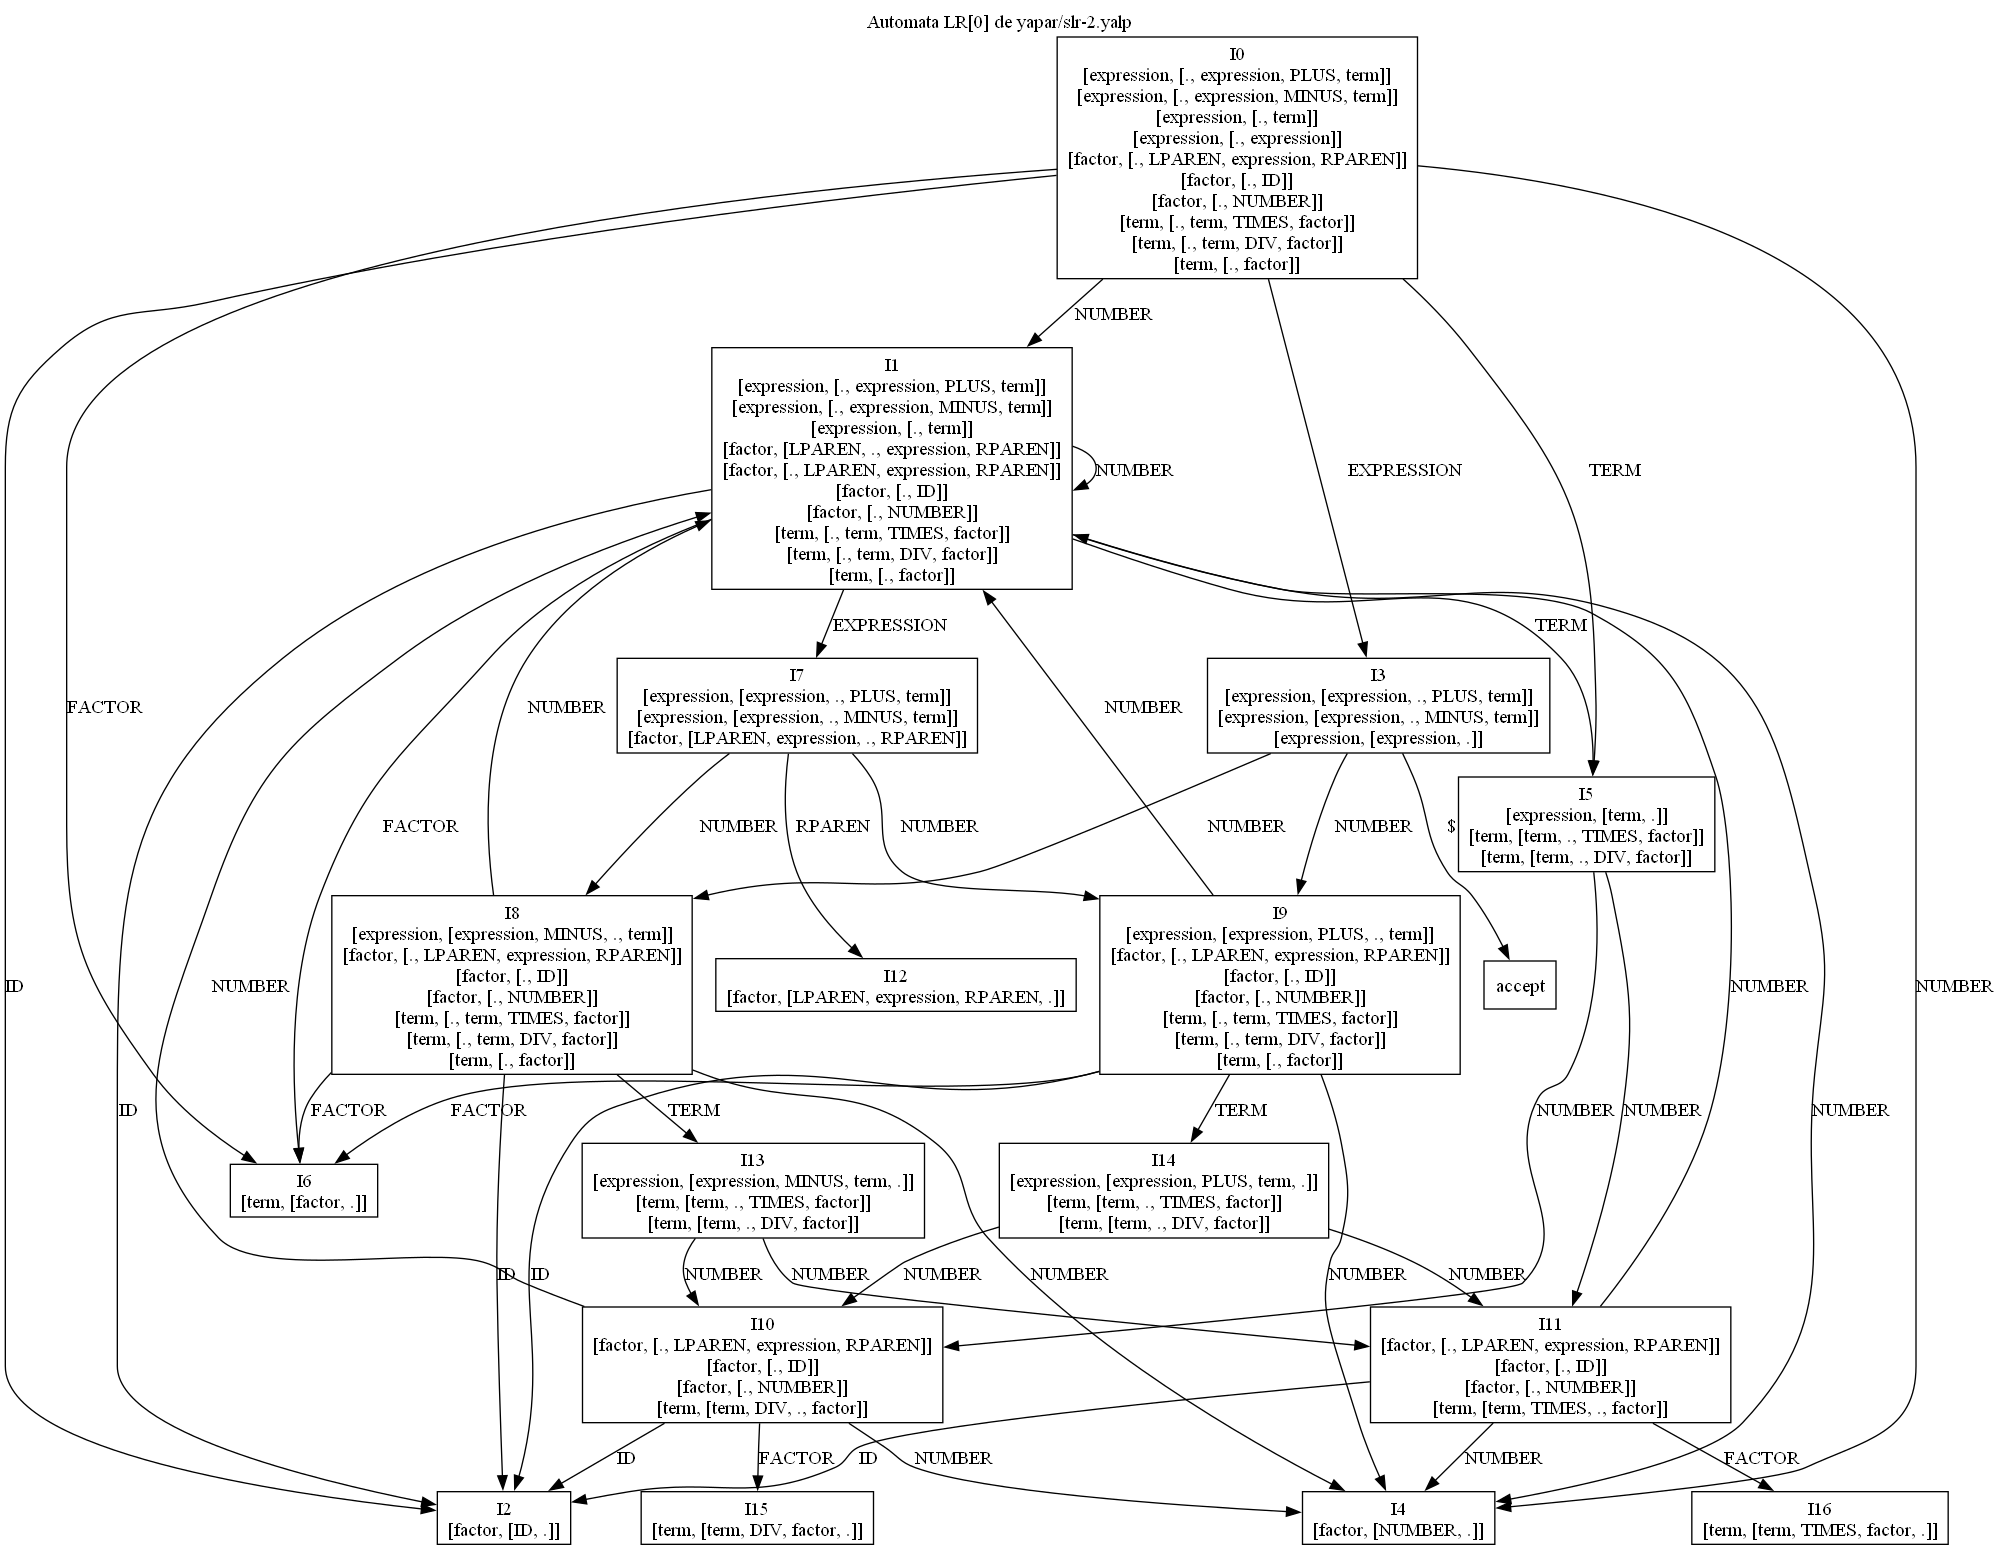 Automata LR[0] de yapar/slr-2.yalp
I0
[expression, [., expression, PLUS, term]]
[expression, [., expression, MINUS, term]]
[expression, [., term]]
[expression, [., expression]]
[factor, [., LPAREN, expression, RPAREN]]
[factor, [., ID]]
[factor, [., NUMBER]]
[term, [., term, TIMES, factor]]
[term, [., term, DIV, factor]]
[term, [., factor]]
NUMBER
I1
[expression, [., expression, PLUS, term]]
[expression, [., expression, MINUS, term]]
[expression, [., term]]
[factor, [LPAREN, ., expression, RPAREN]]
[factor, [., LPAREN, expression, RPAREN]]
[factor, [., ID]]
[factor, [., NUMBER]]
[term, [., term, TIMES, factor]]
[term, [., term, DIV, factor]]
[term, [., factor]]
NUMBER
EXPRESSION
TERM
EXPRESSION
TERM
I7
[expression, [expression, ., PLUS, term]]
[expression, [expression, ., MINUS, term]]
[factor, [LPAREN, expression, ., RPAREN]]
I3
[expression, [expression, ., PLUS, term]]
[expression, [expression, ., MINUS, term]]
[expression, [expression, .]]
FACTOR
NUMBER
NUMBER
I5
[expression, [term, .]]
[term, [term, ., TIMES, factor]]
[term, [term, ., DIV, factor]]
FACTOR
NUMBER
RPAREN
NUMBER
NUMBER
NUMBER
$
I8
[expression, [expression, MINUS, ., term]]
[factor, [., LPAREN, expression, RPAREN]]
[factor, [., ID]]
[factor, [., NUMBER]]
[term, [., term, TIMES, factor]]
[term, [., term, DIV, factor]]
[term, [., factor]]
I12
[factor, [LPAREN, expression, RPAREN, .]]
I9
[expression, [expression, PLUS, ., term]]
[factor, [., LPAREN, expression, RPAREN]]
[factor, [., ID]]
[factor, [., NUMBER]]
[term, [., term, TIMES, factor]]
[term, [., term, DIV, factor]]
[term, [., factor]]
accept
ID
NUMBER
NUMBER
NUMBER
ID
FACTOR
FACTOR
TERM
TERM
NUMBER
NUMBER
NUMBER
I6
[term, [factor, .]]
I13
[expression, [expression, MINUS, term, .]]
[term, [term, ., TIMES, factor]]
[term, [term, ., DIV, factor]]
I14
[expression, [expression, PLUS, term, .]]
[term, [term, ., TIMES, factor]]
[term, [term, ., DIV, factor]]
ID
ID
NUMBER
NUMBER
NUMBER
NUMBER
NUMBER
NUMBER
I10
[factor, [., LPAREN, expression, RPAREN]]
[factor, [., ID]]
[factor, [., NUMBER]]
[term, [term, DIV, ., factor]]
I11
[factor, [., LPAREN, expression, RPAREN]]
[factor, [., ID]]
[factor, [., NUMBER]]
[term, [term, TIMES, ., factor]]
ID
FACTOR
ID
NUMBER
NUMBER
FACTOR
I2
[factor, [ID, .]]
I15
[term, [term, DIV, factor, .]]
I4
[factor, [NUMBER, .]]
I16
[term, [term, TIMES, factor, .]]